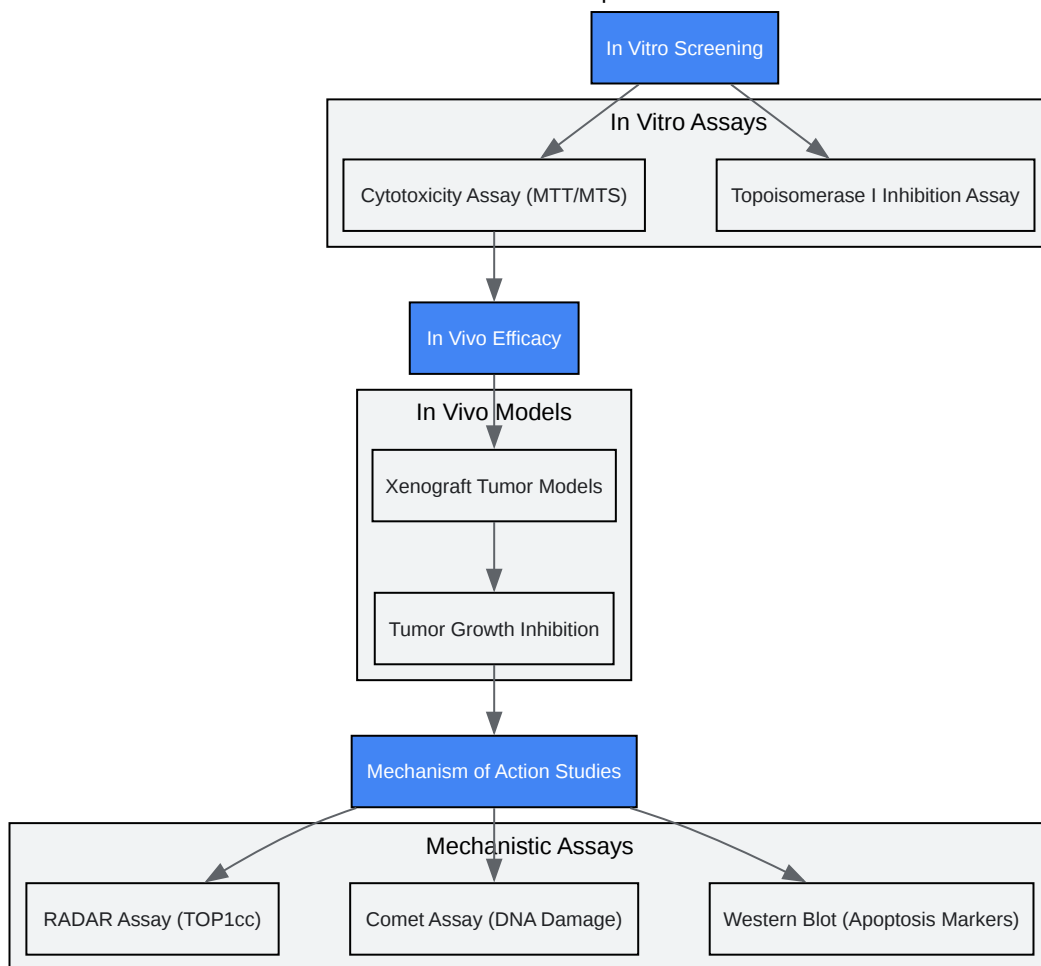 In Vitro Screening
In Vitro Assays
Cytotoxicity Assay (MTT/MTS)
Topoisomerase I Inhibition Assay
In Vivo Efficacy
In Vivo Models
Xenograft Tumor Models
Tumor Growth Inhibition
Mechanism of Action Studies
Mechanistic Assays
RADAR Assay (TOP1cc)
Comet Assay (DNA Damage)
Western Blot (Apoptosis Markers)